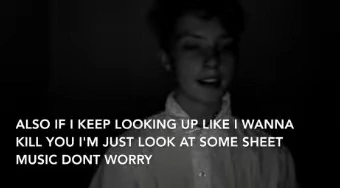 ALSO IF I KEEP LOOKING UP LIKE I WANNA
KILL YOU I'M JUST LOOK AT SOME SHEET
MUSIC DONT WORRY